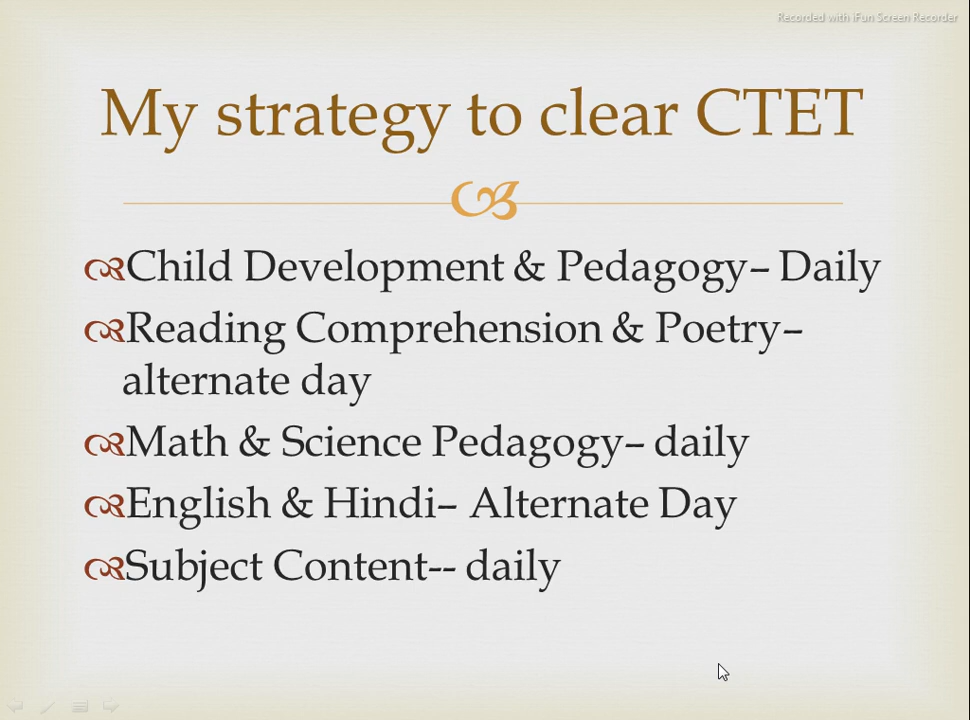 Recorded with iFun Screen Recorder
My strategy to clear CTET
Child Development & Pedagogy– Daily
Reading Comprehension & Poetry–
alternate day
Math & Science Pedagogy– daily
English & Hindi– Alternate Day
Subject Content-- daily